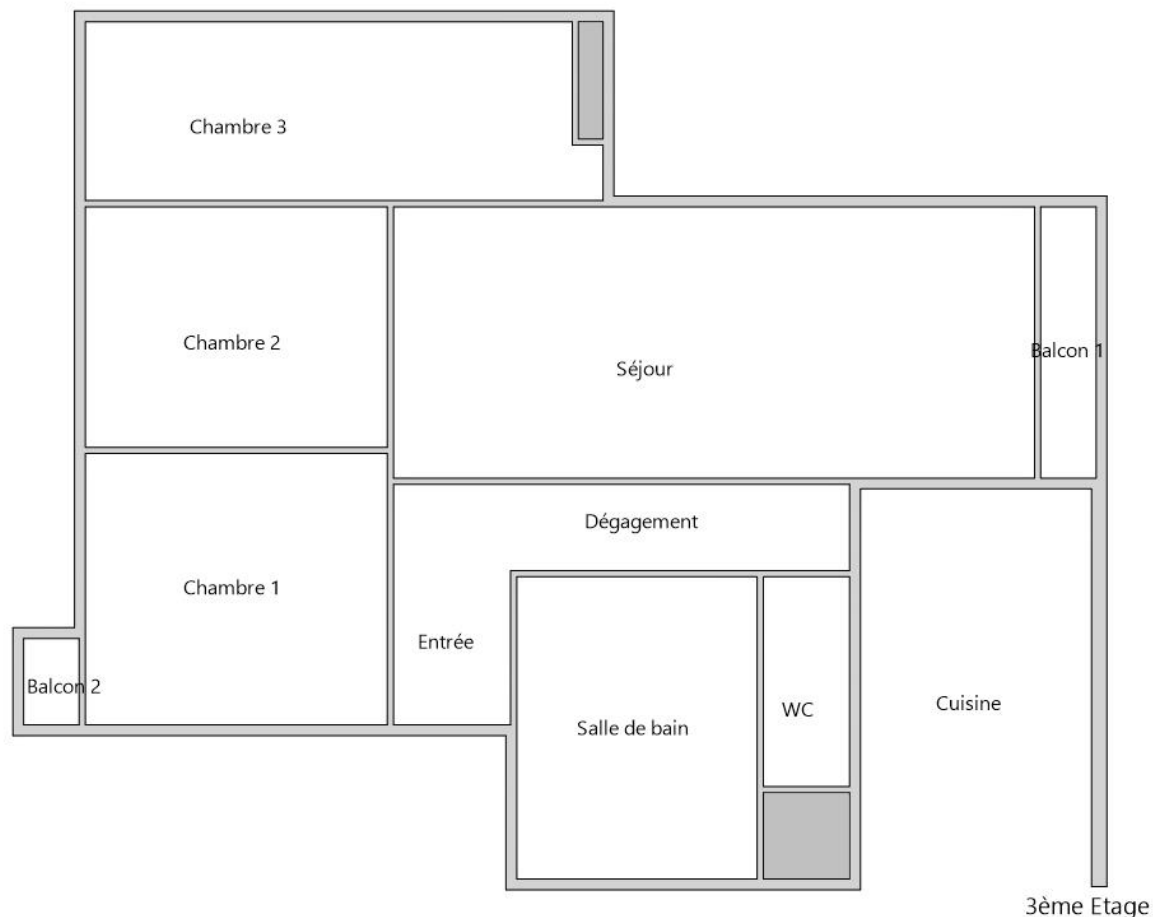 Chambre 3
Chambre 2
Séjour
Balcon 1
Dégagement
Chambre 1
Entrée
Balcon 2
Salle de bain
WC
Cuisine
3ème Etage